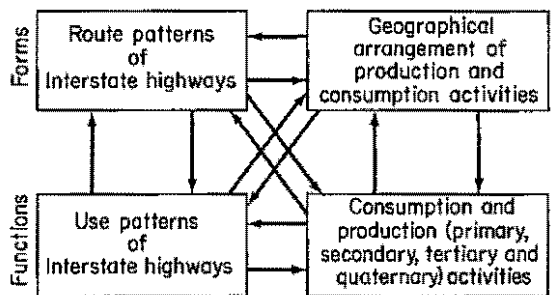 Forms
Route patterns
of
Interstate highways
Geographical
arrangement of
production and
consumption activities
Functions
Use patterns
of
Interstate highways
Consumption and
production (primary,
secondary, tertiary and
quaternary) activities